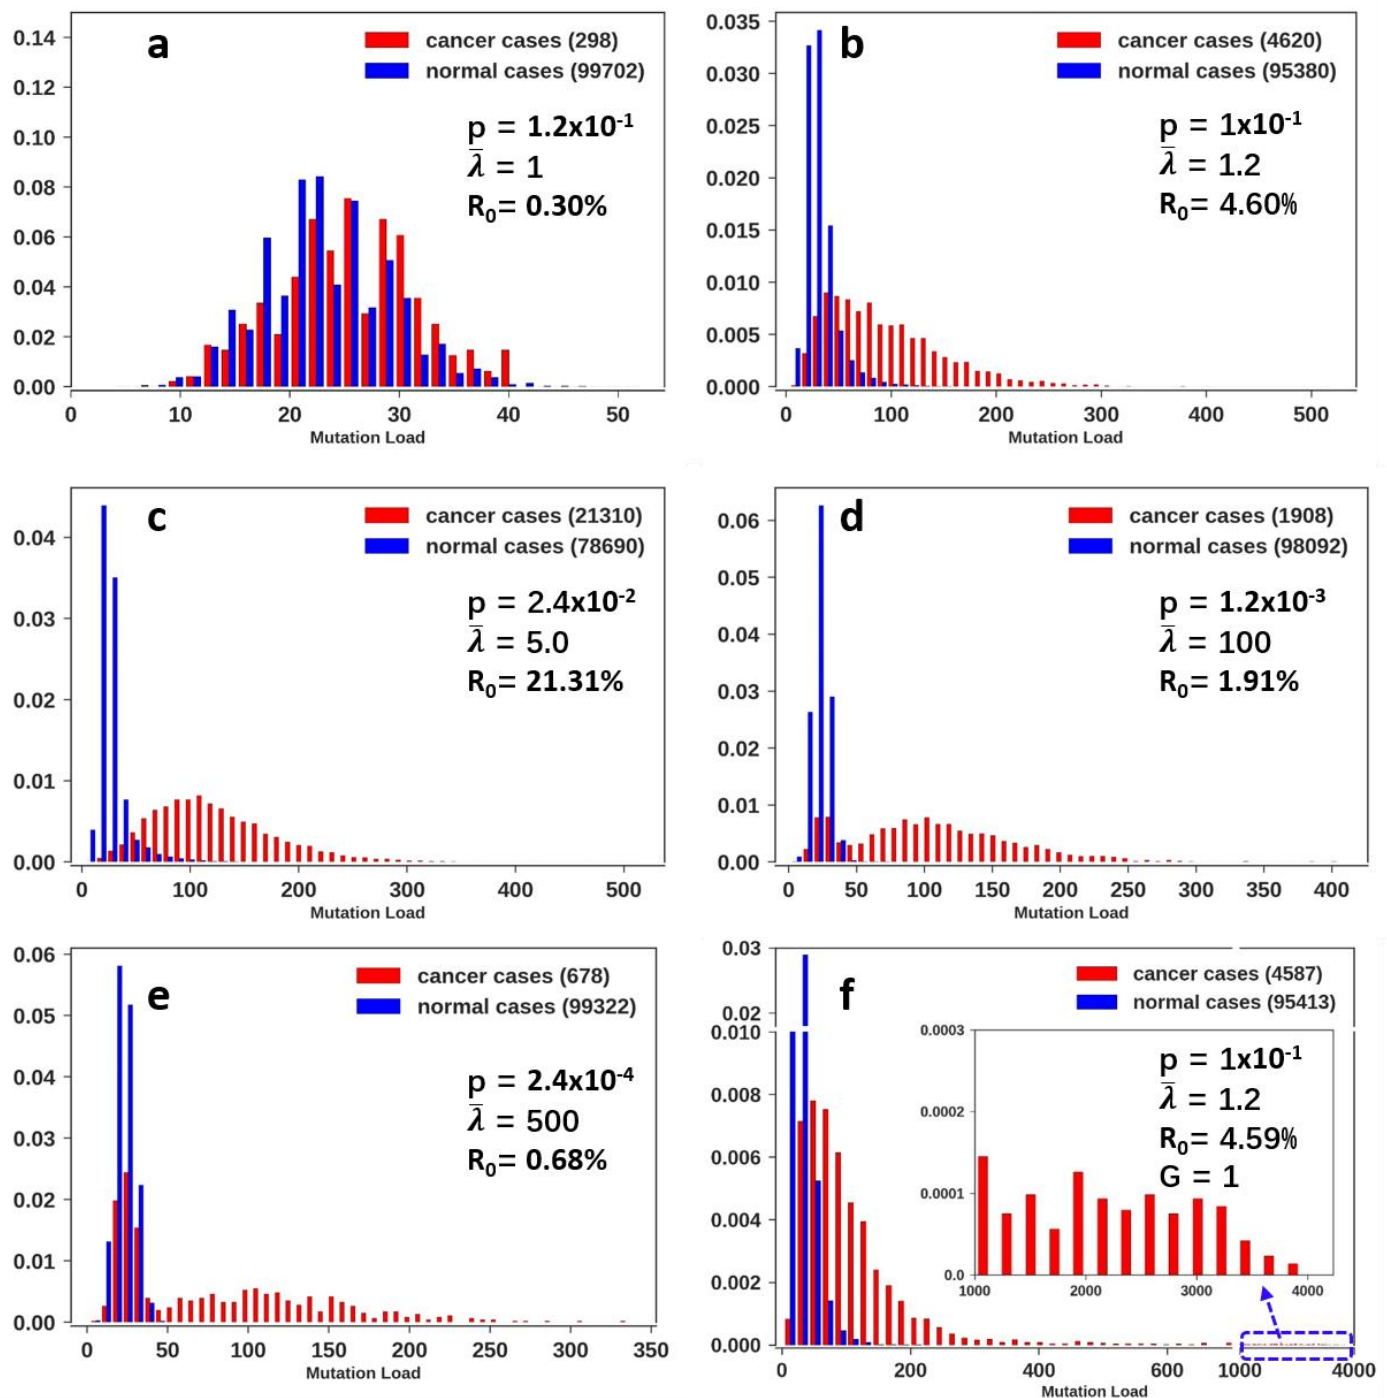 a
cancer cases (298)
normal cases (99702)
p = 1.2x10-1
λ̄ = 1
R0= 0.30%
0.14
0.12
0.10
0.08
0.06
0.04
0.02
0.00
0 10 20 30 40 50
Mutation Load
b
cancer cases (4620)
normal cases (95380)
p = 1x10-1
λ̄ = 1.2
R0= 4.60%
0.035
0.030
0.025
0.020
0.015
0.010
0.005
0.000
0 100 200 300 400 500
Mutation Load
c
cancer cases (21310)
normal cases (78690)
p = 2.4x10-2
λ̄ = 5.0
R0= 21.31%
0.04
0.03
0.02
0.01
0.00
0 100 200 300 400 500
Mutation Load
d
cancer cases (1908)
normal cases (98092)
p = 1.2x10-3
λ̄ = 100
R0= 1.91%
0.06
0.05
0.04
0.03
0.02
0.01
0.00
0 50 100 150 200 250 300 350 400
Mutation Load
e
cancer cases (678)
normal cases (99322)
p = 2.4x10-4
λ̄ = 500
R0= 0.68%
0.06
0.05
0.04
0.03
0.02
0.01
0.00
0 50 100 150 200 250 300 350
Mutation Load
f
cancer cases (4587)
normal cases (95413)
p = 1x10-1
λ̄ = 1.2
R0= 4.59%
G = 1
0.03
0.02
0.010
0.008
0.006
0.004
0.002
0.000
0.0003
0.0002
0.0001
0.0
1000 2000 3000 4000
0 200 400 600 1000 4000
Mutation Load